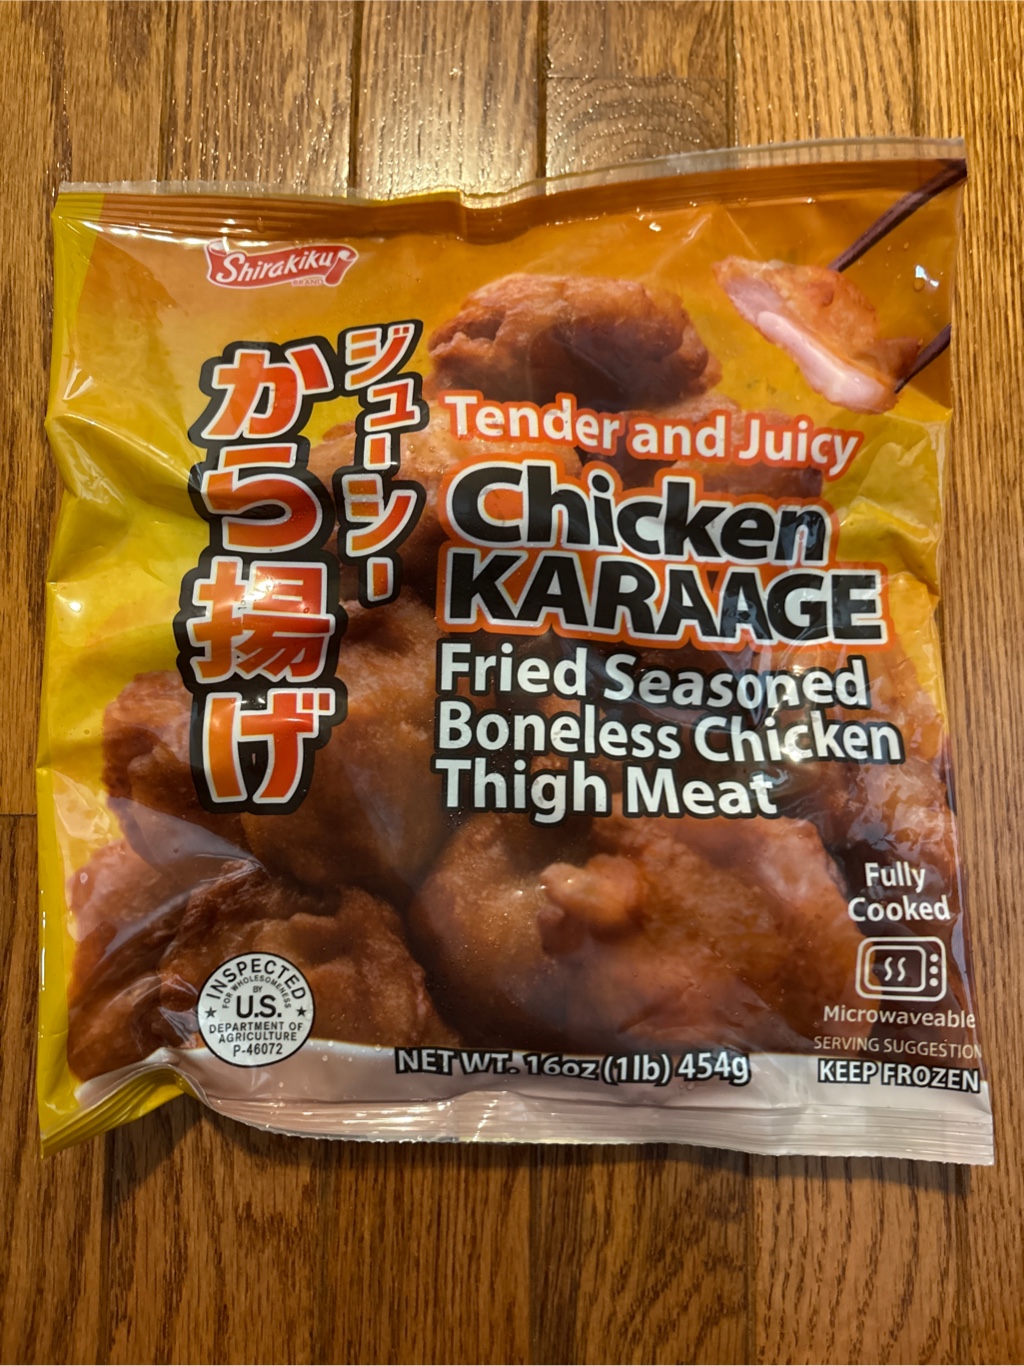 Shirakiku
BRAND
ジューシー
から揚げ
Tender and Juicy
Chicken
KARAAGE
Fried Seasoned
Boneless Chicken
Thigh Meat
Fully
Cooked
Microwaveable
SERVING SUGGESTION
KEEP FROZEN
INSPECTED
FOR WHOLESOMENESS
BY
U.S.
DEPARTMENT OF
AGRICULTURE
P-46072
NET WT. 16oz (1lb) 454g